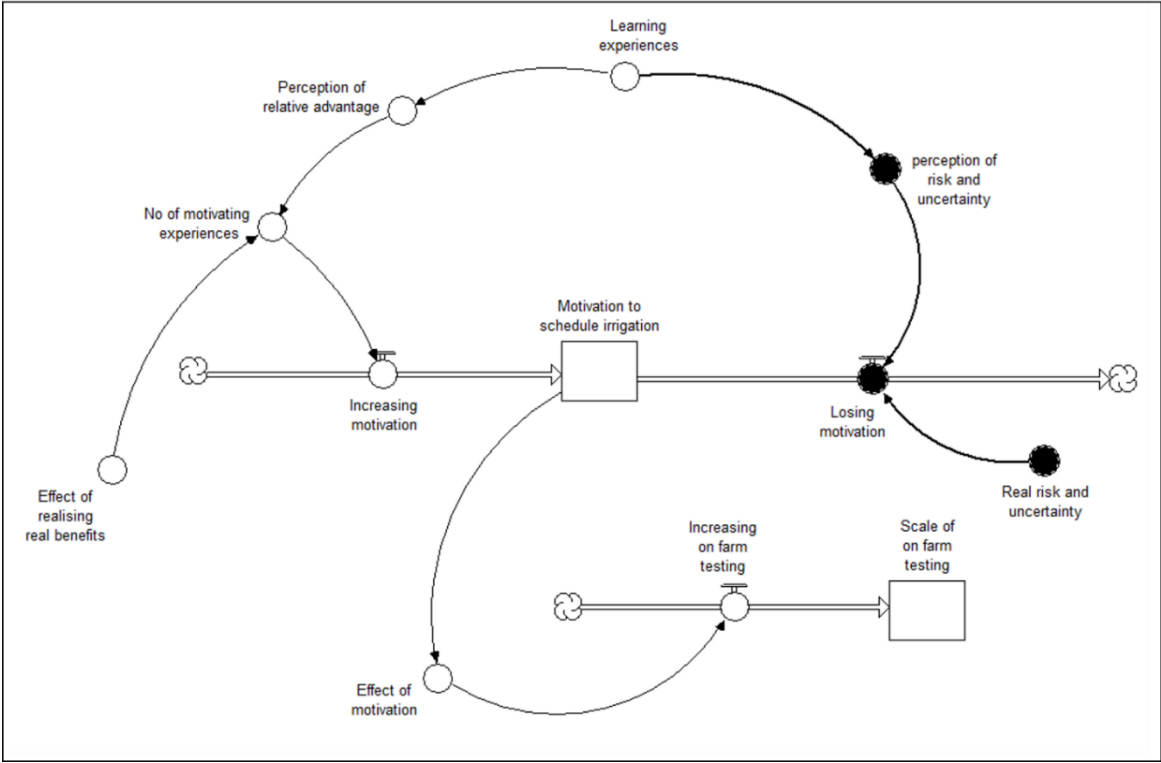 Learning
experiences
Perception of
relative advantage
perception of
risk and
uncertainty
No of motivating
experiences
Motivation to
schedule irrigation
Increasing
motivation
Losing
motivation
Effect of
realising
real benefits
Real risk and
uncertainty
Increasing
on farm
testing
Scale of
on farm
testing
Effect of
motivation